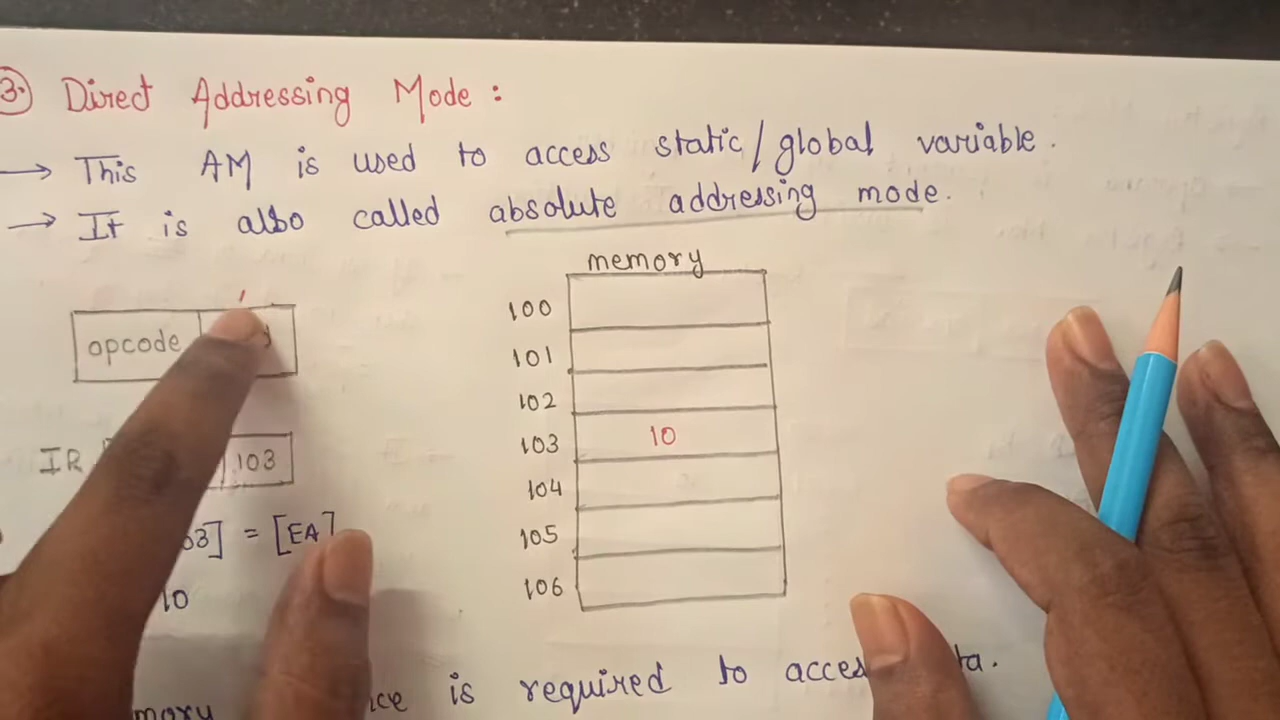 3. Direct Addressing Mode :
→ This AM is used to access static/global variable.
→ It is also called absolute addressing mode.
memory
opcode
100
101
102
103 10
104
105
106
IR 103
03] = [EA]
10
is required to